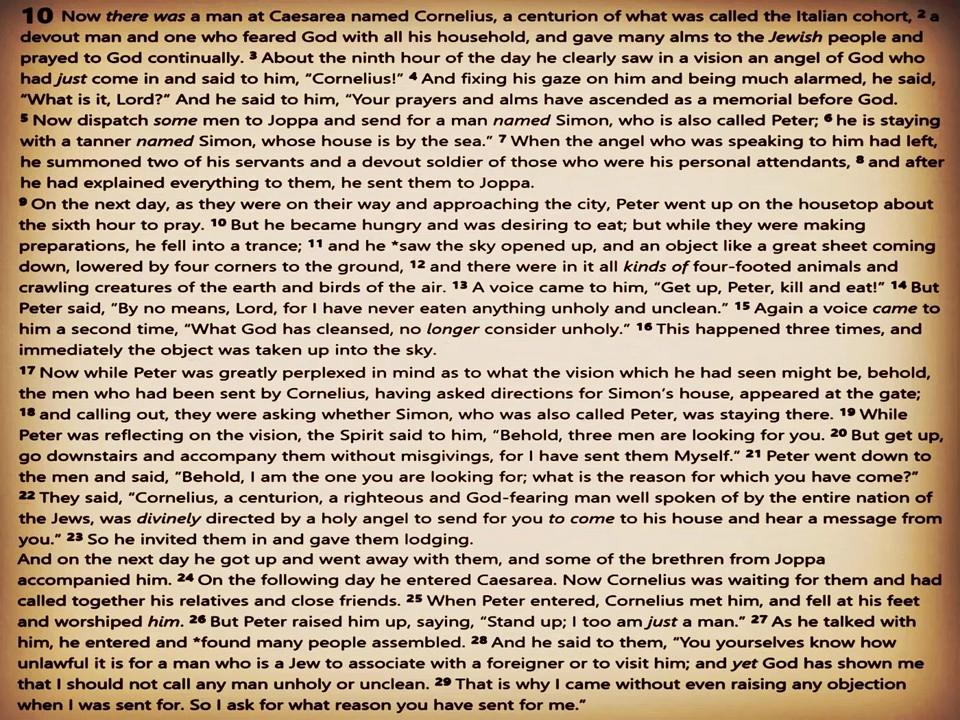 10 Now there was a man at Caesarea named Cornelius, a centurion of what was called the Italian cohort, 2 a
devout man and one who feared God with all his household, and gave many alms to the Jewish people and
prayed to God continually. 3 About the ninth hour of the day he clearly saw in a vision an angel of God who
had just come in and said to him, “Cornelius!” 4 And fixing his gaze on him and being much alarmed, he said,
“What is it, Lord?” And he said to him, “Your prayers and alms have ascended as a memorial before God.
5 Now dispatch some men to Joppa and send for a man named Simon, who is also called Peter; 6 he is staying
with a tanner named Simon, whose house is by the sea.” 7 When the angel who was speaking to him had left,
he summoned two of his servants and a devout soldier of those who were his personal attendants, 8 and after
he had explained everything to them, he sent them to Joppa.
9 On the next day, as they were on their way and approaching the city, Peter went up on the housetop about
the sixth hour to pray. 10 But he became hungry and was desiring to eat; but while they were making
preparations, he fell into a trance; 11 and he *saw the sky opened up, and an object like a great sheet coming
down, lowered by four corners to the ground, 12 and there were in it all kinds of four-footed animals and
crawling creatures of the earth and birds of the air. 13 A voice came to him, “Get up, Peter, kill and eat!” 14 But
Peter said, “By no means, Lord, for I have never eaten anything unholy and unclean.” 15 Again a voice came to
him a second time, “What God has cleansed, no longer consider unholy.” 16 This happened three times, and
immediately the object was taken up into the sky.
17 Now while Peter was greatly perplexed in mind as to what the vision which he had seen might be, behold,
the men who had been sent by Cornelius, having asked directions for Simon’s house, appeared at the gate;
18 and calling out, they were asking whether Simon, who was also called Peter, was staying there. 19 While
Peter was reflecting on the vision, the Spirit said to him, “Behold, three men are looking for you. 20 But get up,
go downstairs and accompany them without misgivings, for I have sent them Myself.” 21 Peter went down to
the men and said, “Behold, I am the one you are looking for; what is the reason for which you have come?”
22 They said, “Cornelius, a centurion, a righteous and God-fearing man well spoken of by the entire nation of
the Jews, was divinely directed by a holy angel to send for you to come to his house and hear a message from
you.” 23 So he invited them in and gave them lodging.
And on the next day he got up and went away with them, and some of the brethren from Joppa
accompanied him. 24 On the following day he entered Caesarea. Now Cornelius was waiting for them and had
called together his relatives and close friends. 25 When Peter entered, Cornelius met him, and fell at his feet
and worshiped him. 26 But Peter raised him up, saying, “Stand up; I too am just a man.” 27 As he talked with
him, he entered and *found many people assembled. 28 And he said to them, “You yourselves know how
unlawful it is for a man who is a Jew to associate with a foreigner or to visit him; and yet God has shown me
that I should not call any man unholy or unclean. 29 That is why I came without even raising any objection
when I was sent for. So I ask for what reason you have sent for me.”